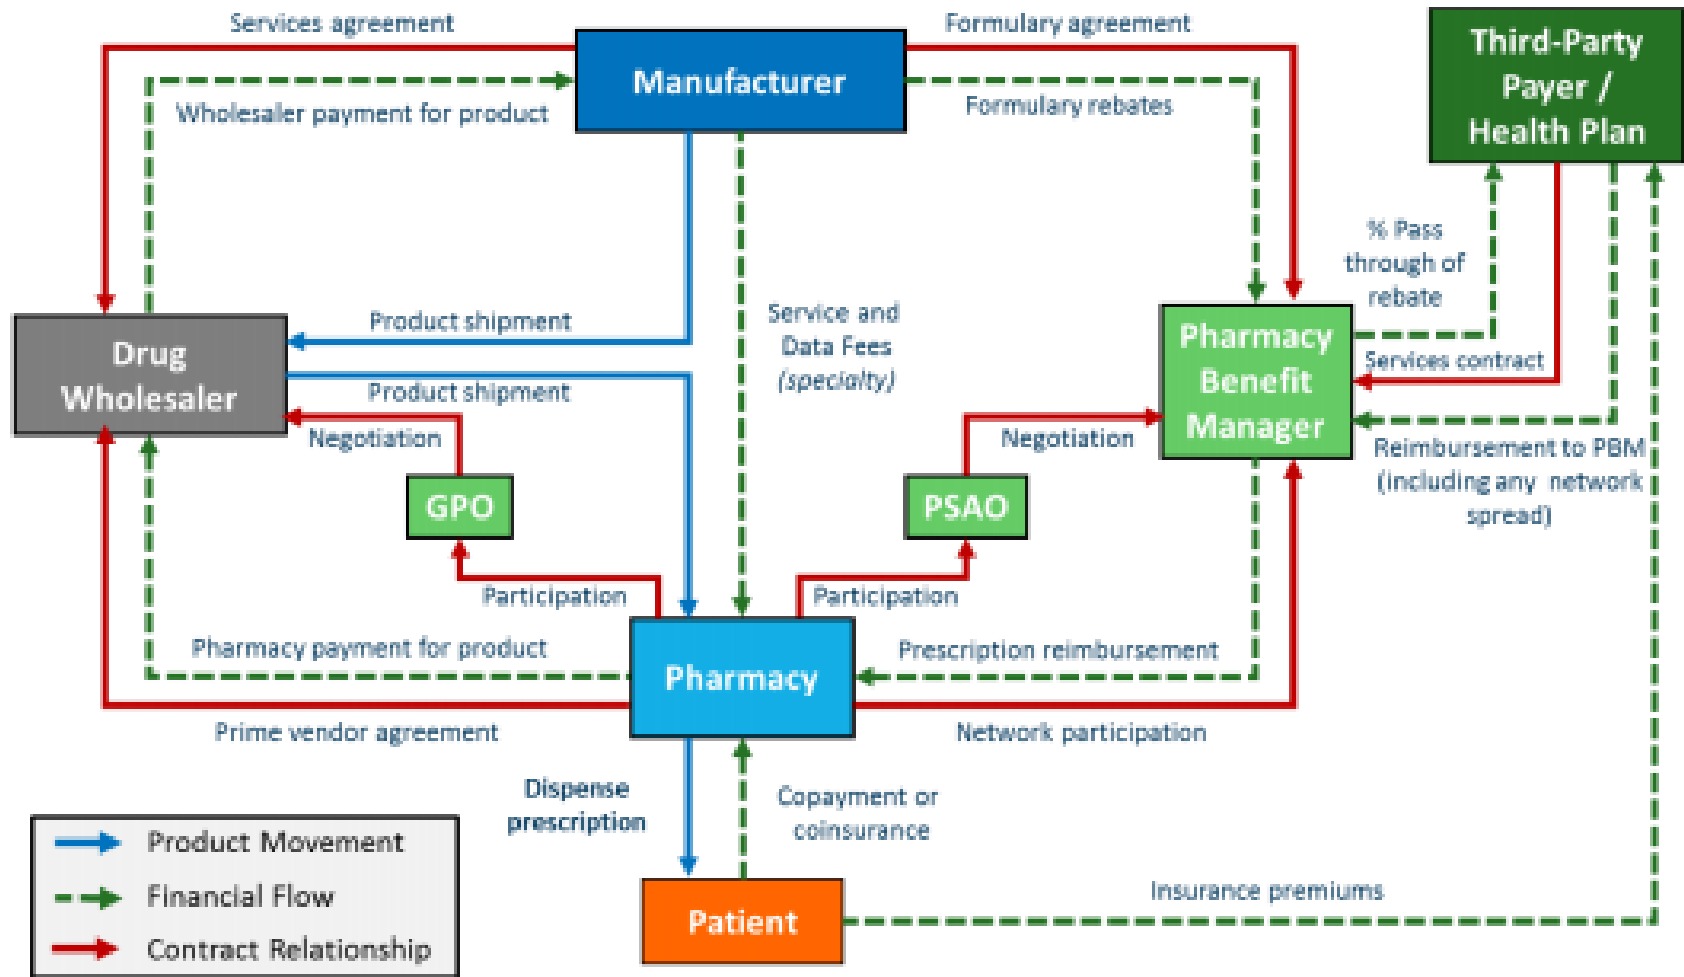 Services agreement
Formulary agreement
Third-Party
Payer /
Health Plan
Manufacturer
Wholesaler payment for product
Formulary rebates
% Pass
through of
rebate
Product shipment
Service and
Data Fees
(specialty)
Drug
Wholesaler
Pharmacy
Benefit
Manager
Services contract
Product shipment
Negotiation
Negotiation
Reimbursement to PBM
(including any network
spread)
GPO
PSAO
Participation
Participation
Pharmacy payment for product
Prescription reimbursement
Pharmacy
Prime vendor agreement
Network participation
Dispense
prescription
Copayment or
coinsurance
Product Movement
Financial Flow
Contract Relationship
Insurance premiums
Patient